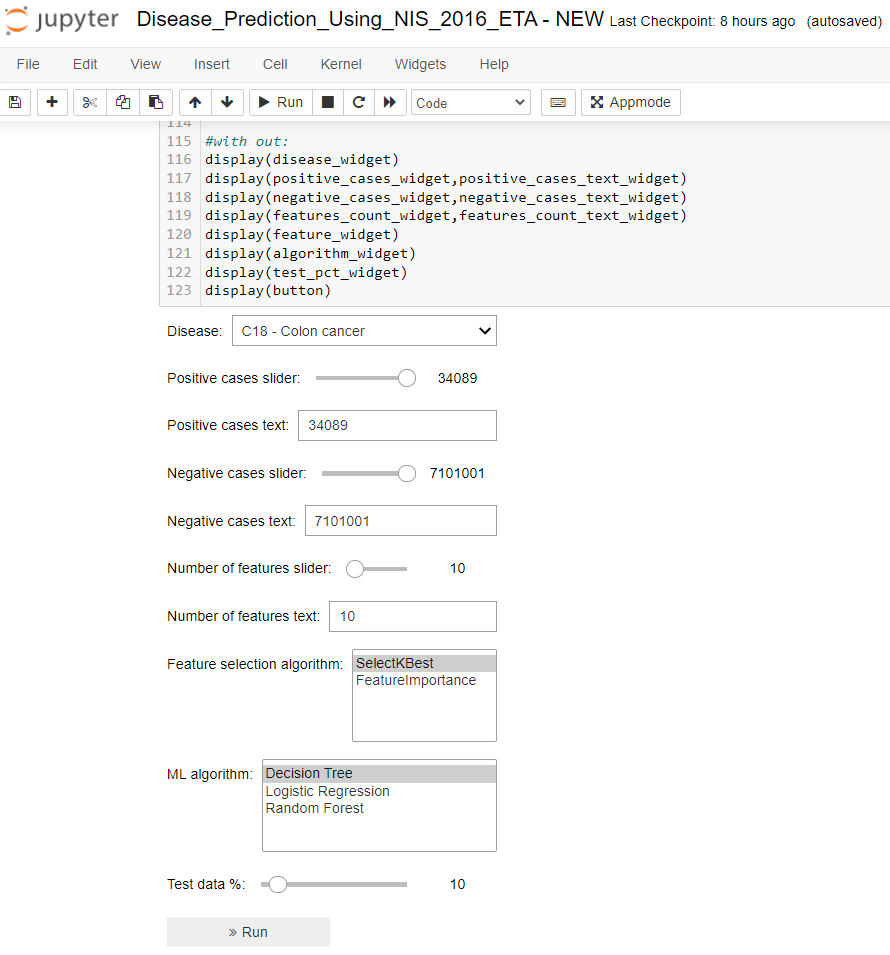 jupyter Disease_Prediction_Using_NIS_2016_ETA - NEW Last Checkpoint: 8 hours ago (autosaved)
File Edit View Insert Cell Kernel Widgets Help
Run Code Appmode
114
115 #with out:
116 display(disease_widget)
117 display(positive_cases_widget,positive_cases_text_widget)
118 display(negative_cases_widget,negative_cases_text_widget)
119 display(features_count_widget,features_count_text_widget)
120 display(feature_widget)
121 display(algorithm_widget)
122 display(test_pct_widget)
123 display(button)
Disease: C18 - Colon cancer
Positive cases slider: 34089
Positive cases text: 34089
Negative cases slider: 7101001
Negative cases text: 7101001
Number of features slider: 10
Number of features text: 10
Feature selection algorithm: SelectKBest
FeatureImportance
ML algorithm: Decision Tree
Logistic Regression
Random Forest
Test data %: 10
» Run